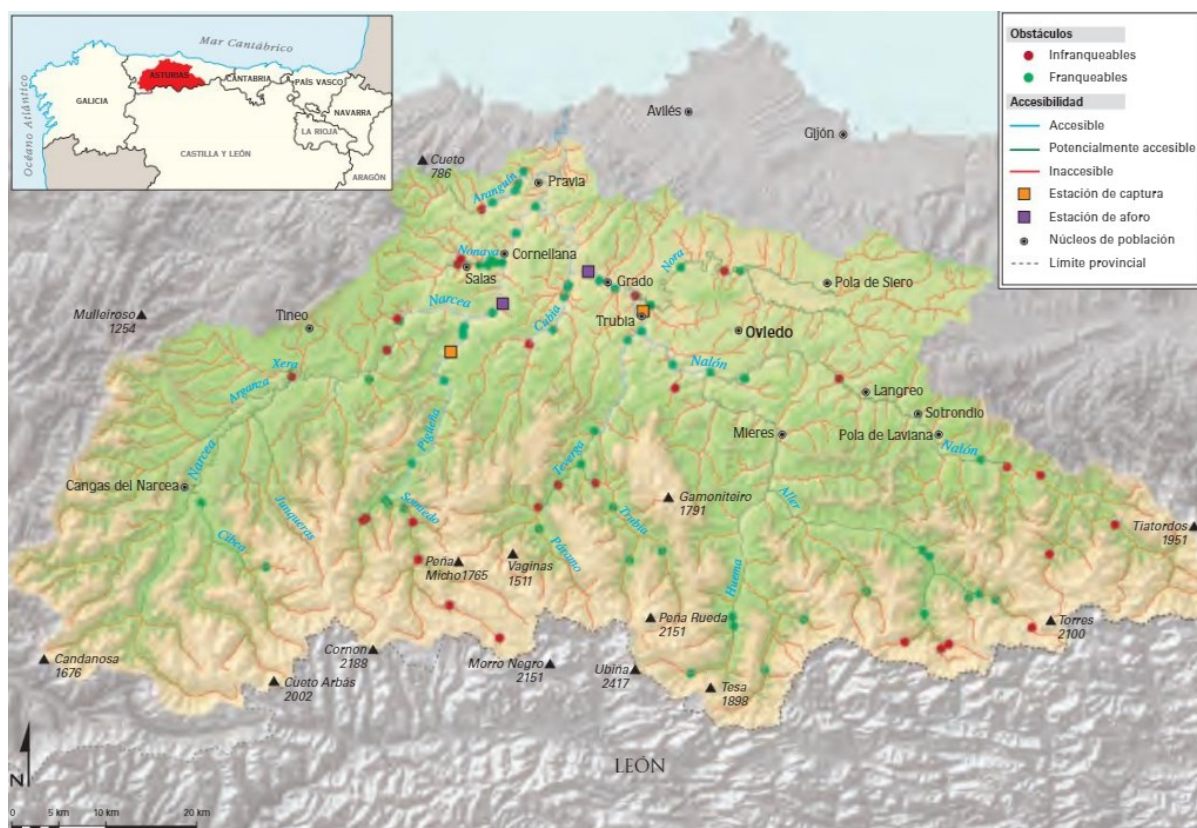 Mar Cantábrico
Océano Atlántico
ASTURIAS
CANTABRIA
PAÍS VASCO
GALICIA
NAVARRA
LA RIOJA
CASTILLA Y LEÓN
ARAGÓN
Obstáculos
Infranqueables
Franqueables
Accesibilidad
Accesible
Potencialmente accesible
Inaccesible
Estación de captura
Estación de aforo
Núcleos de población
Límite provincial
Avilés
Gijón
Cueto
786
Aranguín
Pravia
Nonaya
Cornellana
Salas
Nora
Grado
Pola de Siero
Narcea
Cubia
Trubia
Oviedo
Mulleiroso
1254
Tineo
Xera
Arganza
Nalón
Langreo
Sotrondio
Mieres
Pola de Laviana
Nalón
Pigüeña
Teverga
Narcea
Cangas del Narcea
Gamoniteiro
1791
Aller
Junqueras
Somiedo
Trubia
Tiatordos
1951
Cibea
Páramo
Peña
Micho 1765
Vaginas
1511
Huerna
Peña Rueda
2151
Torres
2100
Candanosa
1676
Cornon
2188
Cueto Arbás
2002
Morro Negro
2151
Ubiña
2417
Tesa
1898
LEÓN
N
0 5 km 10 km 20 km